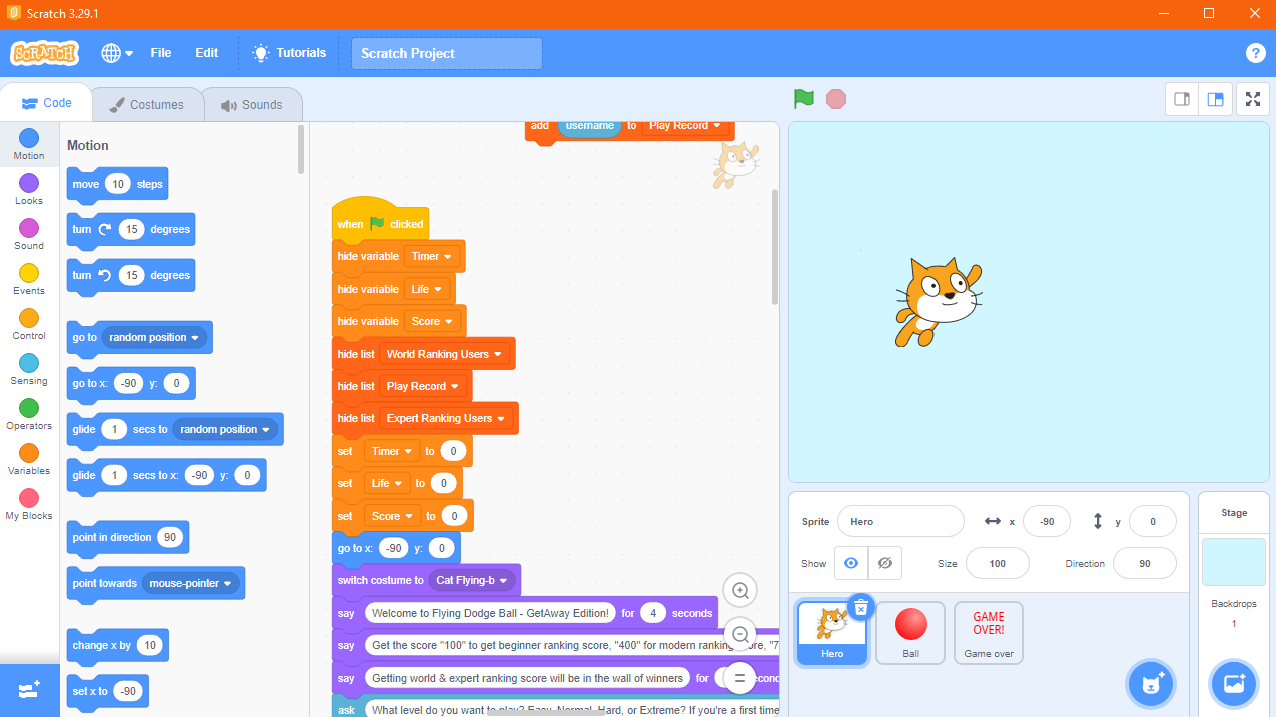 Scratch 3.29.1
SCRATCH File Edit Tutorials Scratch Project ?
Code Costumes Sounds
Motion
Looks
Sound
Events
Control
Sensing
Operators
Variables
My Blocks
Motion
move 10 steps
turn 15 degrees
turn 15 degrees
go to random position
go to x: -90 y: 0
glide 1 secs to random position
glide 1 secs to x: -90 y: 0
point in direction 90
point towards mouse-pointer
change x by 10
set x to -90
add username to Play Record
when clicked
hide variable Timer
hide variable Life
hide variable Score
hide list World Ranking Users
hide list Play Record
hide list Expert Ranking Users
set Timer to 0
set Life to 0
set Score to 0
go to x: -90 y: 0
switch costume to Cat Flying-b
say Welcome to Flying Dodge Ball - GetAway Edition! for 4 seconds
say Get the score "100" to get beginner ranking score, "400" for modern ranking score, "7
say Getting world & expert ranking score will be in the wall of winners for
ask What level do you want to play? Easy, Normal, Hard, or Extreme? If you're a first time
Sprite Hero x -90 y 0
Show Size 100 Direction 90
Hero
Ball
GAME
OVER!
Game over
Stage
Backdrops
1